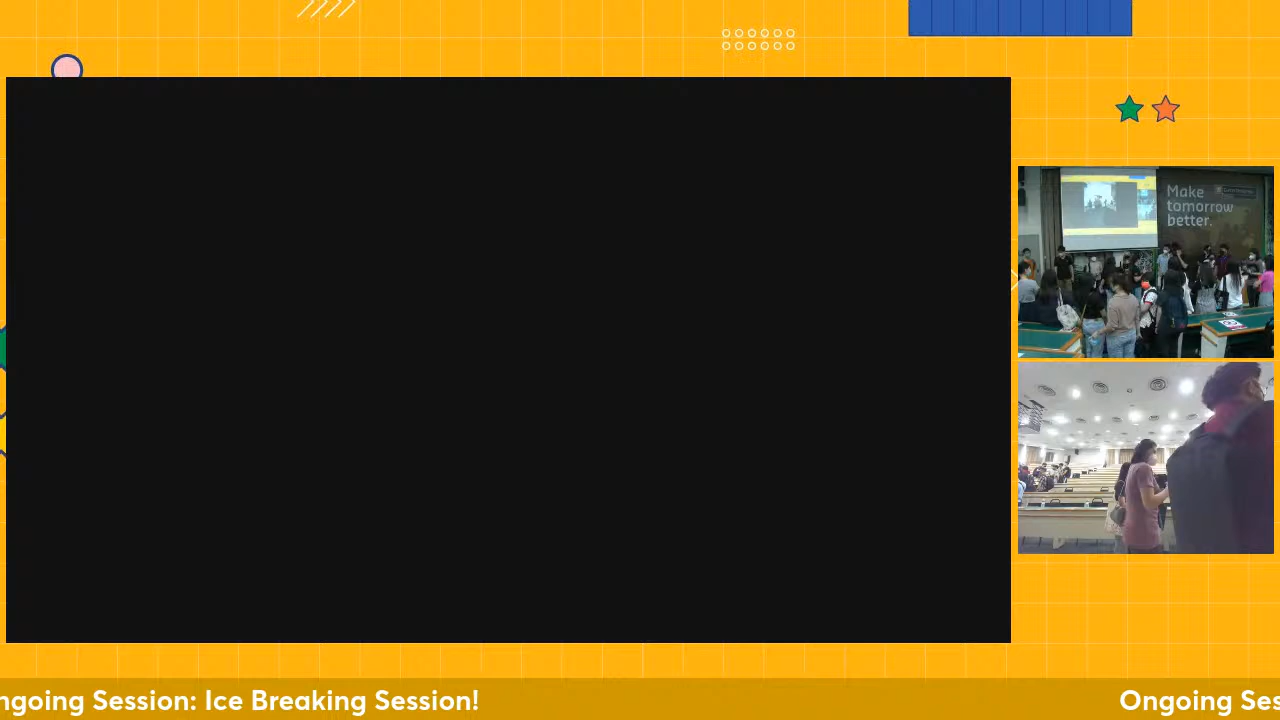 Make
tomorrow
better.
ngoing Session: Ice Breaking Session!
Ongoing Ses